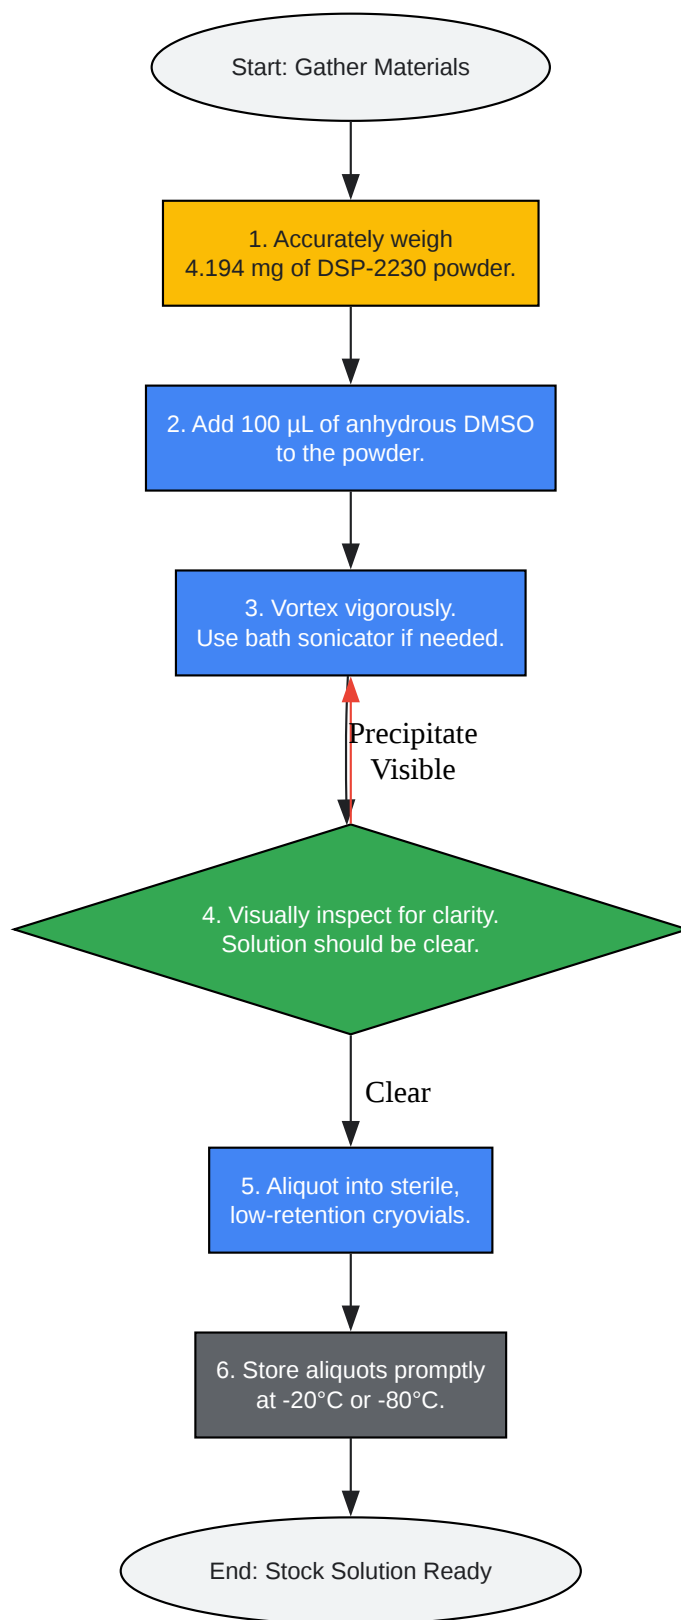 Start: Gather Materials
1. Accurately weigh
4.194 mg of DSP-2230 powder.
2. Add 100 µL of anhydrous DMSO
to the powder.
3. Vortex vigorously.
Use bath sonicator if needed.
Precipitate
Visible
4. Visually inspect for clarity.
Solution should be clear.
Clear
5. Aliquot into sterile,
low-retention cryovials.
6. Store aliquots promptly
at -20°C or -80°C.
End: Stock Solution Ready